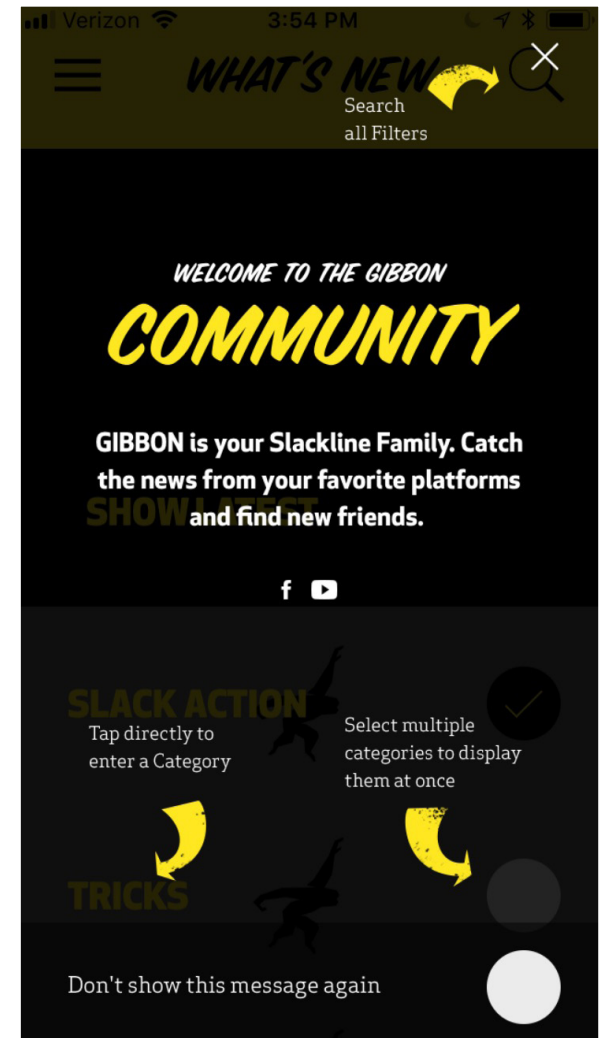 Verizon 3:54 PM
WHAT'S NEW
Search
all Filters
WELCOME TO THE GIBBON
COMMUNITY
GIBBON is your Slackline Family. Catch
the news from your favorite platforms
SHOW LATEST
and find new friends.
f
SLACK ACTION
Tap directly to
enter a Category
Select multiple
categories to display
them at once
TRICKS
Don't show this message again